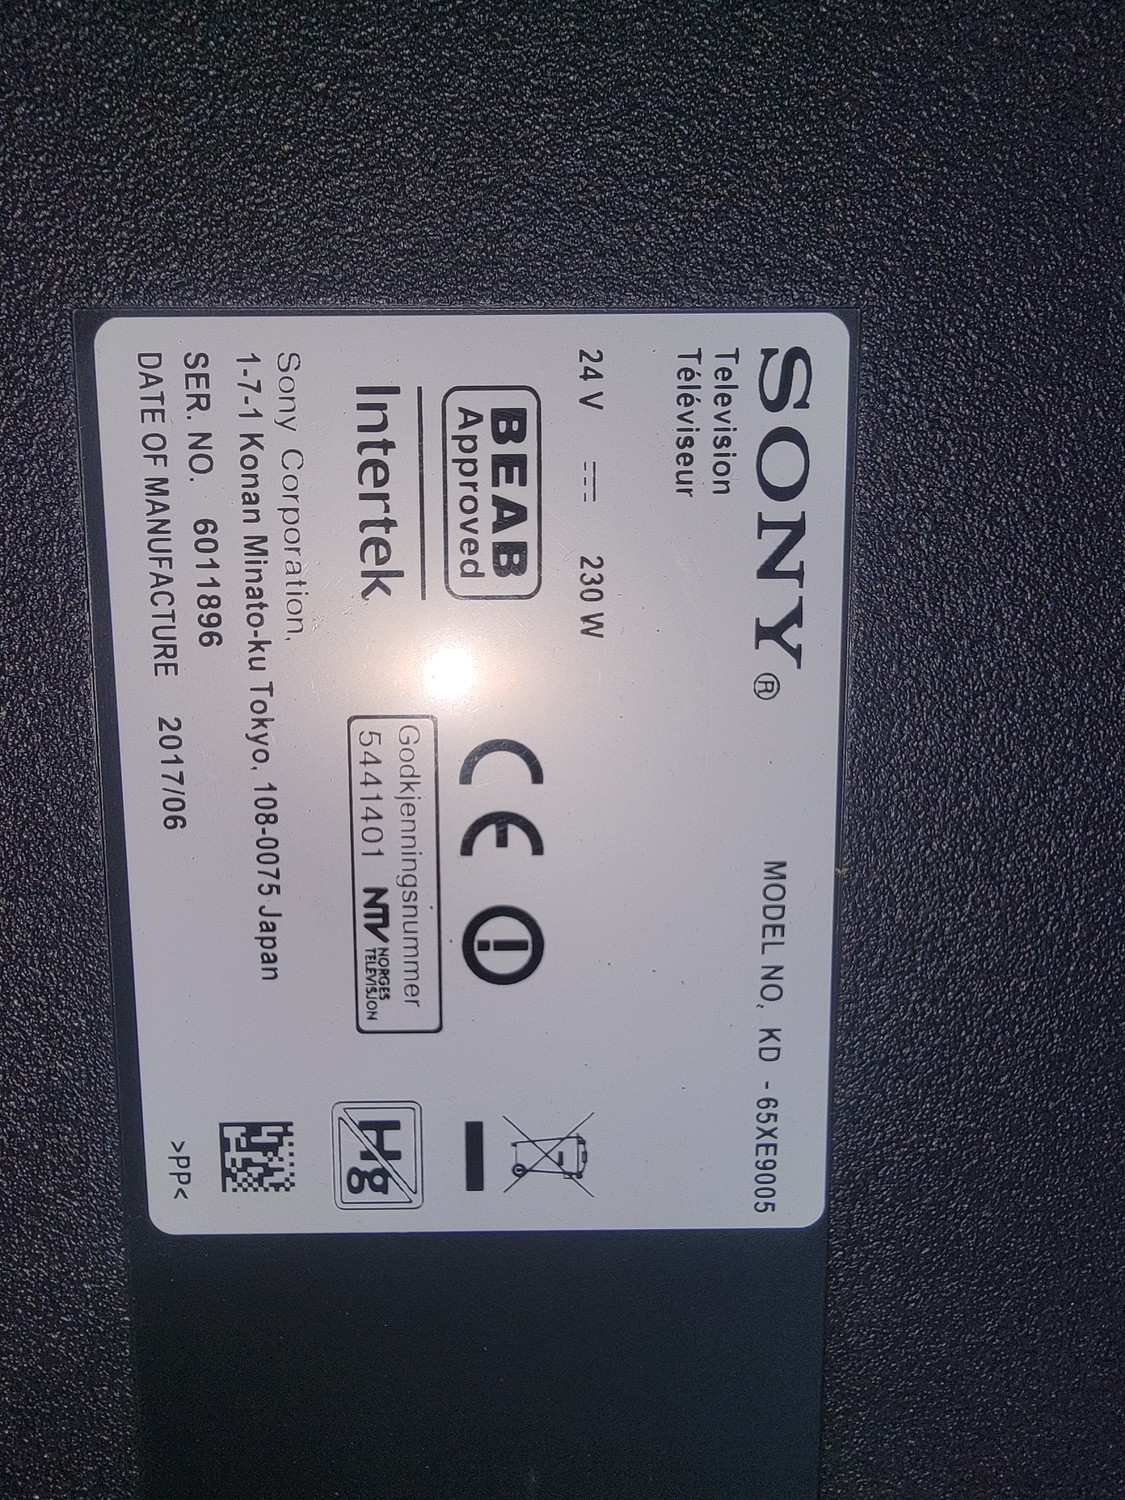 SONY®
MODEL NO. KD -65XE9005
Television
Téléviseur
24 V ⎓ 230 W
BEAB
Approved
Intertek
CE
Godkjenningsnummer
5441401 NTV NORGES
TELEVISJON
Hg
Sony Corporation,
1-7-1 Konan Minato-ku Tokyo, 108-0075 Japan
SER. NO. 6011896
DATE OF MANUFACTURE 2017/06
>PP<